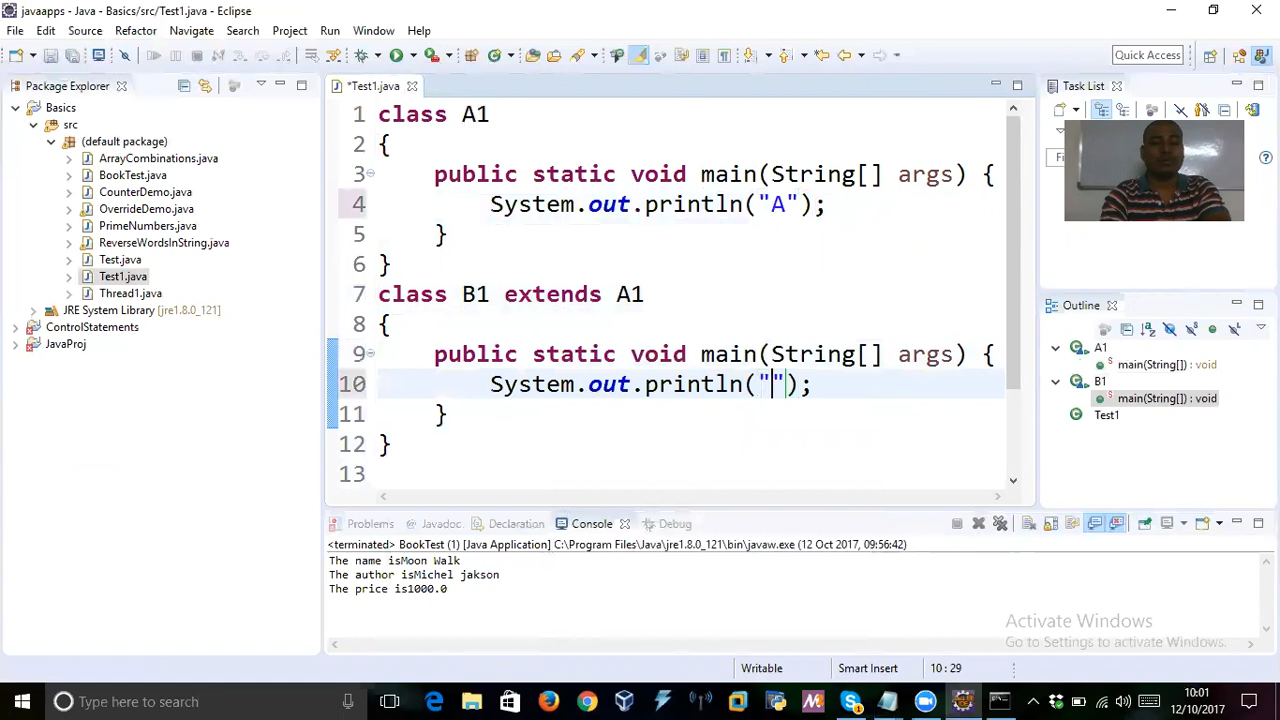 javaapps - Java - Basics/src/Test1.java - Eclipse
File Edit Source Refactor Navigate Search Project Run Window Help
Quick Access
Package Explorer
Basics
src
(default package)
ArrayCombinations.java
BookTest.java
CounterDemo.java
OverrideDemo.java
PrimeNumbers.java
ReverseWordsInString.java
Test.java
Test1.java
Thread1.java
JRE System Library [jre1.8.0_121]
ControlStatements
JavaProj
*Test1.java
1 class A1
2 {
3 public static void main(String[] args) {
4 System.out.println("A");
5 }
6 }
7 class B1 extends A1
8 {
9 public static void main(String[] args) {
10 System.out.println("");
11 }
12 }
13
Task List
Outline
A1
main(String[]) : void
B1
main(String[]) : void
Test1
Problems Javadoc Declaration Console Debug
<terminated> BookTest (1) [Java Application] C:\Program Files\Java\jre1.8.0_121\bin\javaw.exe (12 Oct 2017, 09:56:42)
The name isMoon Walk
The author isMichel jakson
The price is1000.0
Activate Windows
Go to Settings to activate Windows.
Writable Smart Insert 10 : 29
Type here to search
10:01
12/10/2017